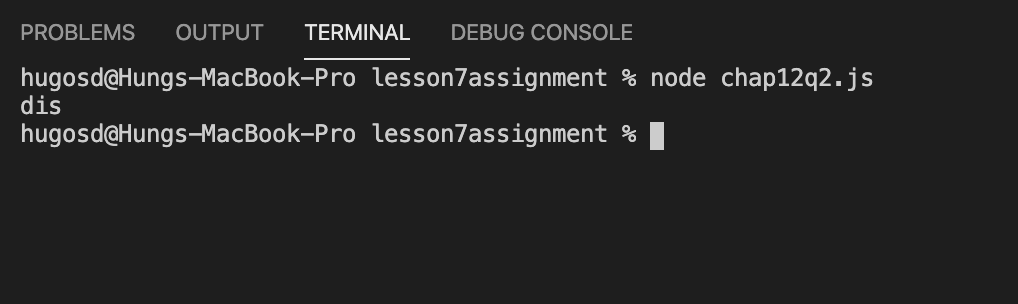 PROBLEMS OUTPUT TERMINAL DEBUG CONSOLE
hugosd@Hungs-MacBook-Pro lesson7assignment % node chap12q2.js
dis
hugosd@Hungs-MacBook-Pro lesson7assignment %